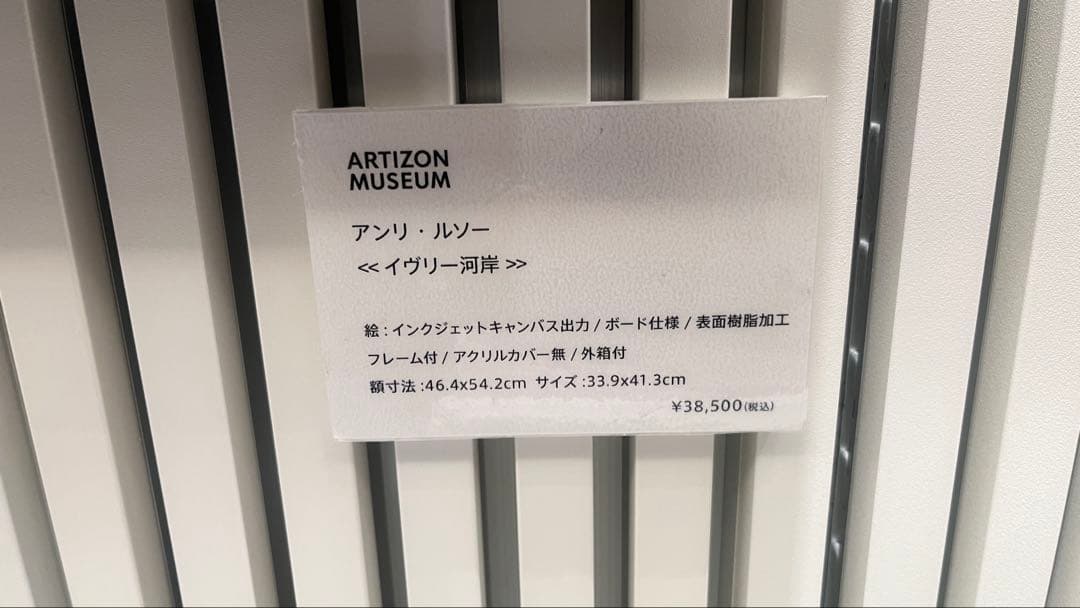 ARTIZON
MUSEUM
アンリ・ルソー
<<イヴリー河岸>>
絵:インクジェットキャンバス出力/ボード仕様/表面樹脂加工
フレーム付/アクリルカバー無/外箱付
額寸法:46.4x54.2cm サイズ:33.9x41.3cm
¥38,500(税込)